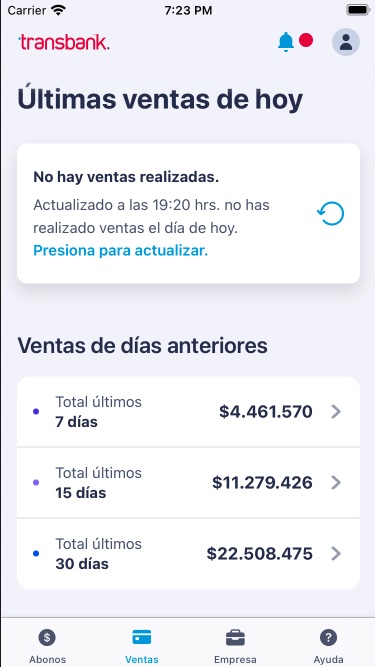 Carrier 7:23 PM
transbank.
Últimas ventas de hoy
No hay ventas realizadas.
Actualizado a las 19:20 hrs. no has
realizado ventas el día de hoy.
Presiona para actualizar.
Ventas de días anteriores
Total últimos
7 días
$4.461.570
Total últimos
15 días
$11.279.426
Total últimos
30 días
$22.508.475
Abonos Ventas Empresa Ayuda